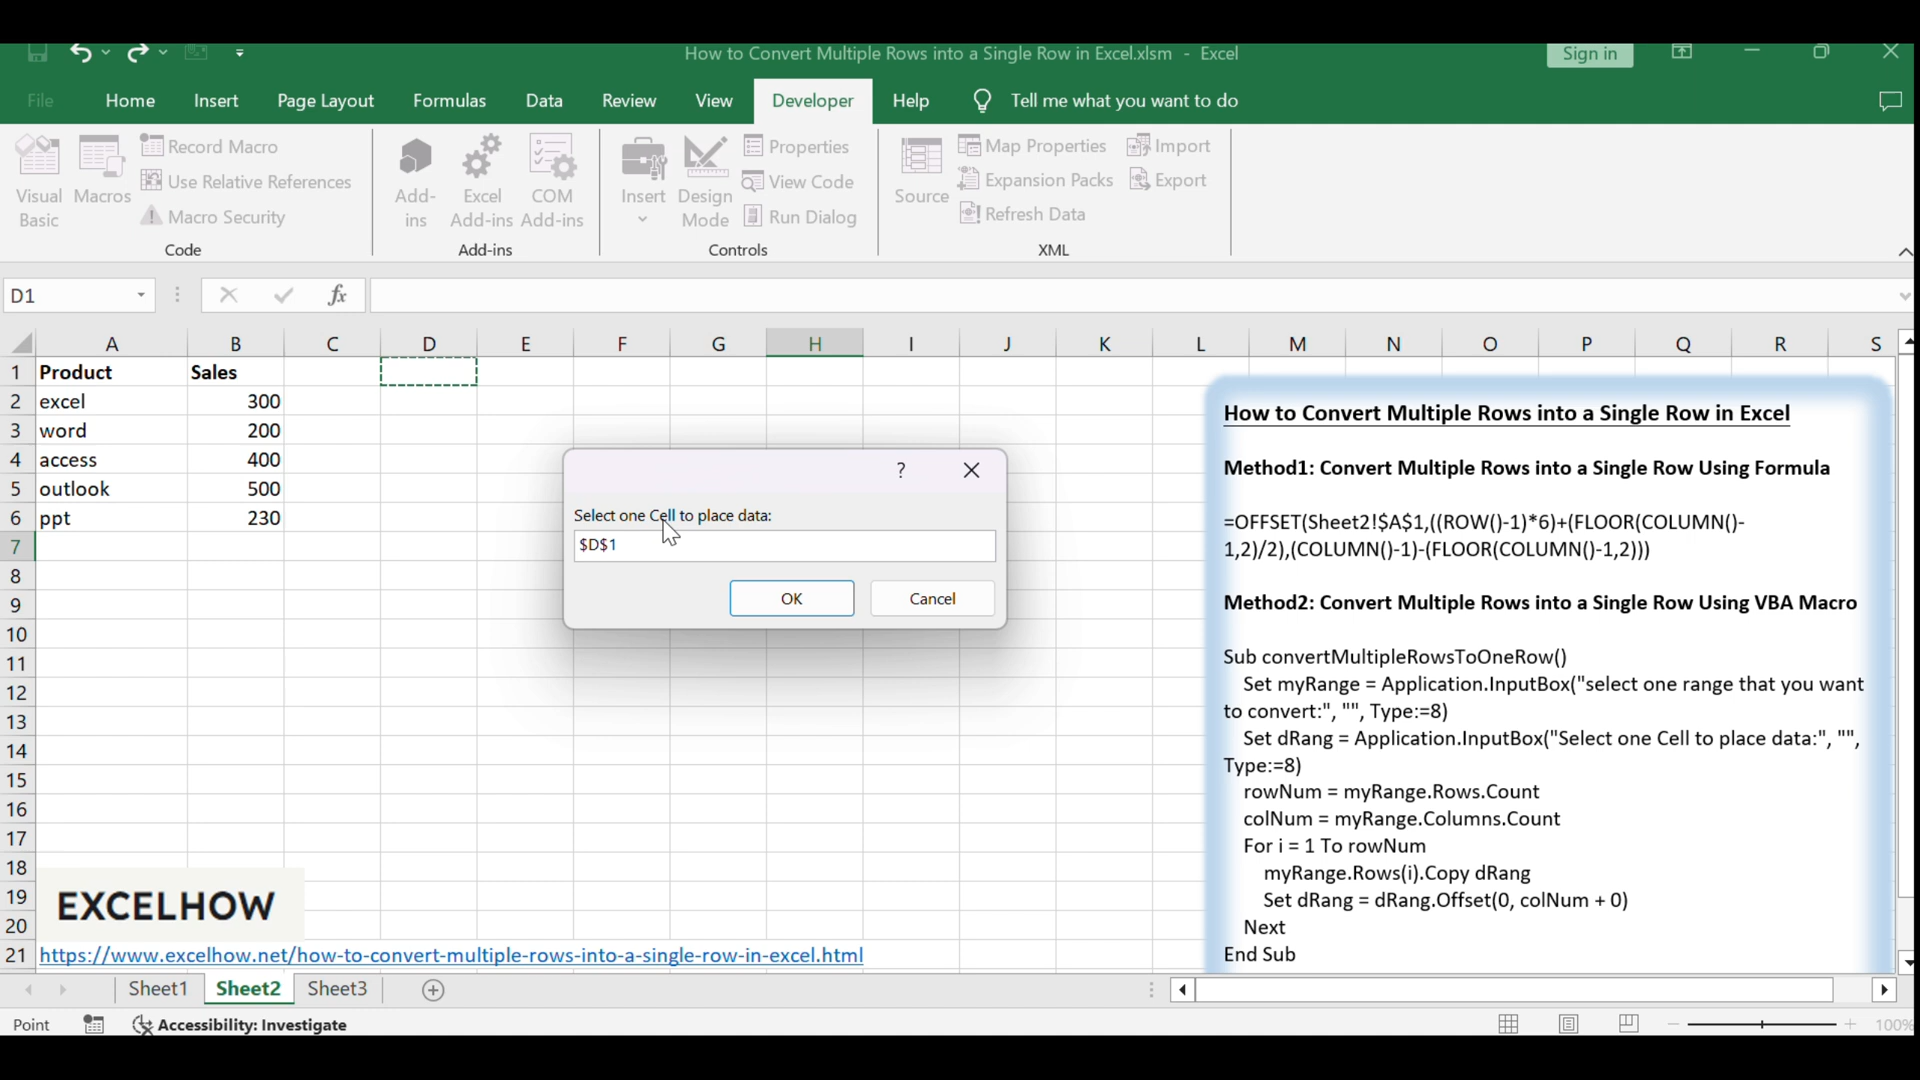 How to Convert Multiple Rows into a Single Row in Excel.xlsm - Excel
Sign in
File Home Insert Page Layout Formulas Data Review View Developer Help Tell me what you want to do
Visual Basic
Macros
Record Macro
Use Relative References
Macro Security
Code
Add-ins
Excel Add-ins
COM Add-ins
Add-ins
Insert
Design Mode
Properties
View Code
Run Dialog
Controls
Source
Map Properties
Expansion Packs
Refresh Data
Import
Export
XML
D1
fx
A B C D E F G H I J K L M N O P Q R S
1 Product Sales
2 excel 300
3 word 200
4 access 400
5 outlook 500
6 ppt 230
7
8
9
10
11
12
13
14
15
16
17
18
19
20
21 https://www.excelhow.net/how-to-convert-multiple-rows-into-a-single-row-in-excel.html
EXCELHOW
?
Select one Cell to place data:
$D$1
OK Cancel
How to Convert Multiple Rows into a Single Row in Excel
Method1: Convert Multiple Rows into a Single Row Using Formula
=OFFSET(Sheet2!$A$1,((ROW()-1)*6)+(FLOOR(COLUMN()-
1,2)/2),(COLUMN()-1)-(FLOOR(COLUMN()-1,2)))
Method2: Convert Multiple Rows into a Single Row Using VBA Macro
Sub convertMultipleRowsToOneRow()
Set myRange = Application.InputBox("select one range that you want
to convert:", "", Type:=8)
Set dRang = Application.InputBox("Select one Cell to place data:", "",
Type:=8)
rowNum = myRange.Rows.Count
colNum = myRange.Columns.Count
For i = 1 To rowNum
myRange.Rows(i).Copy dRang
Set dRang = dRang.Offset(0, colNum + 0)
Next
End Sub
Sheet1 Sheet2 Sheet3
Point
Accessibility: Investigate
100%